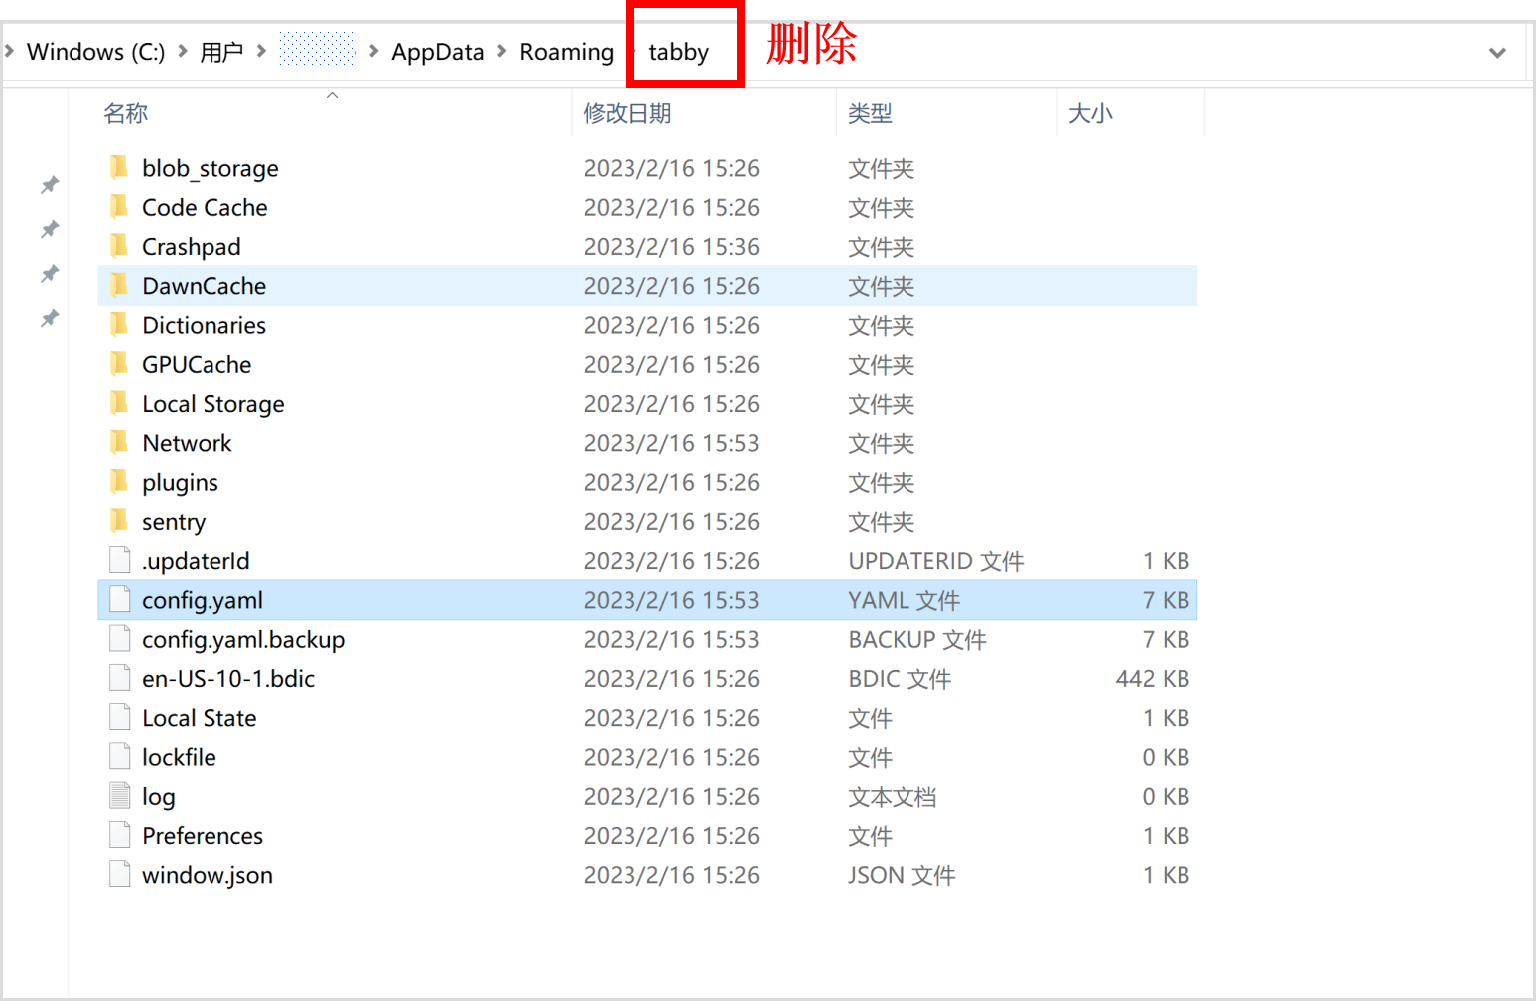 Windows (C:) 用户 AppData Roaming tabby 删除
名称 修改日期 类型 大小
blob_storage 2023/2/16 15:26 文件夹
Code Cache 2023/2/16 15:26 文件夹
Crashpad 2023/2/16 15:36 文件夹
DawnCache 2023/2/16 15:26 文件夹
Dictionaries 2023/2/16 15:26 文件夹
GPUCache 2023/2/16 15:26 文件夹
Local Storage 2023/2/16 15:26 文件夹
Network 2023/2/16 15:53 文件夹
plugins 2023/2/16 15:26 文件夹
sentry 2023/2/16 15:26 文件夹
.updaterId 2023/2/16 15:26 UPDATERID 文件 1 KB
config.yaml 2023/2/16 15:53 YAML 文件 7 KB
config.yaml.backup 2023/2/16 15:53 BACKUP 文件 7 KB
en-US-10-1.bdic 2023/2/16 15:26 BDIC 文件 442 KB
Local State 2023/2/16 15:26 文件 1 KB
lockfile 2023/2/16 15:26 文件 0 KB
log 2023/2/16 15:26 文本文档 0 KB
Preferences 2023/2/16 15:26 文件 1 KB
window.json 2023/2/16 15:26 JSON 文件 1 KB